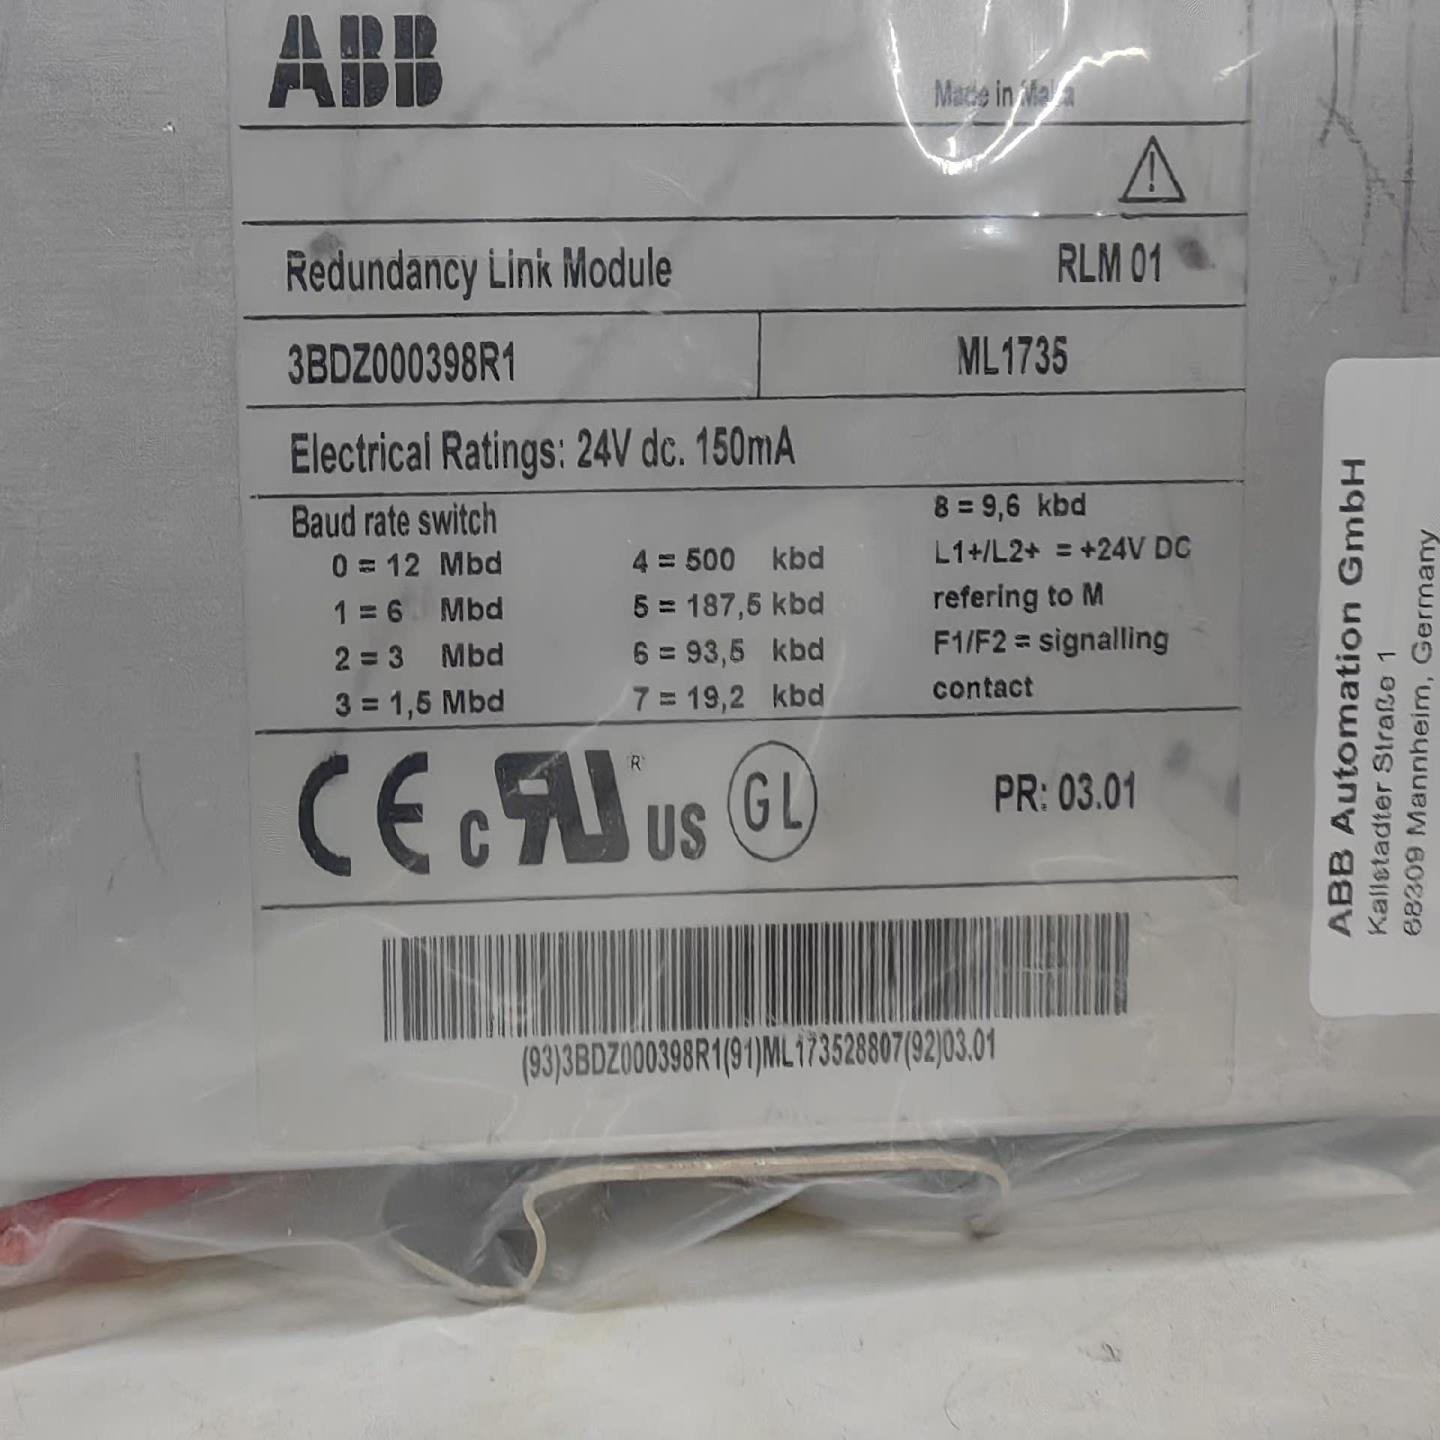 ABB
Made in Malta
Redundancy Link Module RLM 01
3BDZ000398R1 ML1735
Electrical Ratings: 24V dc. 150mA
Baud rate switch
0 = 12 Mbd
1 = 6 Mbd
2 = 3 Mbd
3 = 1,5 Mbd
4 = 500 kbd
5 = 187,5 kbd
6 = 93,5 kbd
7 = 19,2 kbd
8 = 9,6 kbd
L1+/L2+ = +24V DC
refering to M
F1/F2 = signalling
contact
CE c RU ® US GL PR: 03.01
(93)3BDZ000398R1(91)ML173528807(92)03.01
ABB Automation GmbH
Kallstadter Straße 1
68309 Mannheim, Germany